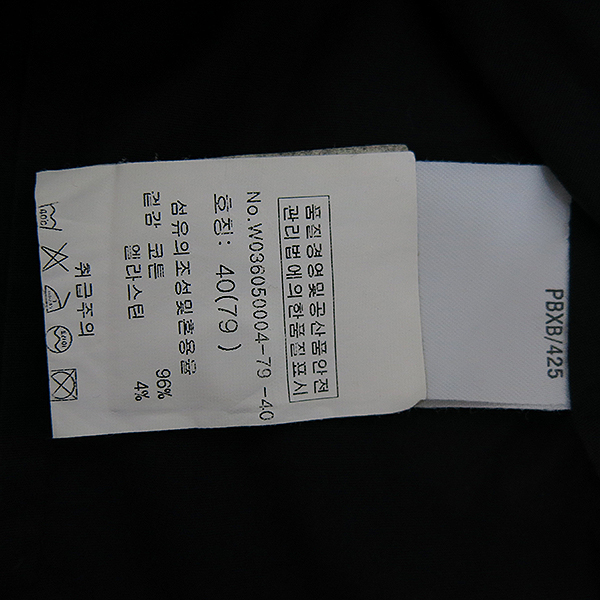 품질경영및공산품안전
관리법에의한품질표시
No.W036050004-79 -40
호칭: 40(79 )
섬유의조성및혼용율
겉감 코튼 96%
엘라스틴 4%
취급주의
PBXB/425